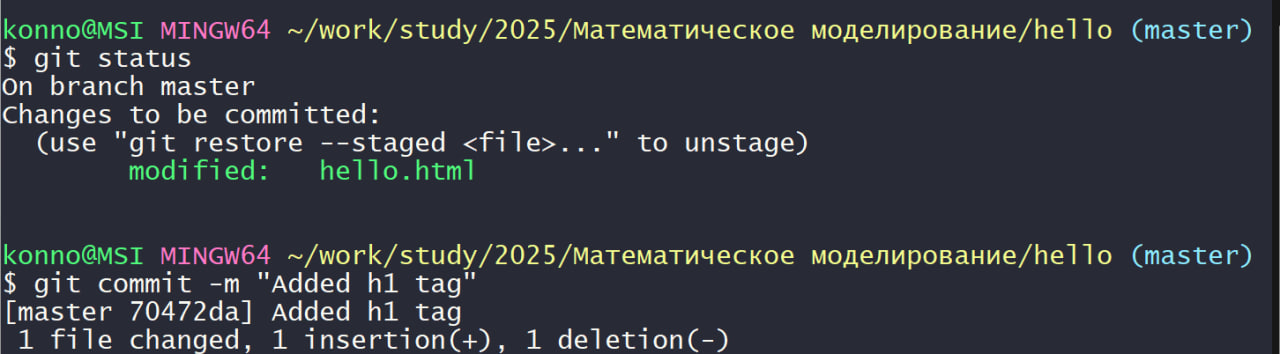 konno@MSI MINGW64 ~/work/study/2025/Математическое моделирование/hello (master)
$ git status
On branch master
Changes to be committed:
  (use "git restore --staged <file>..." to unstage)
        modified:   hello.html

konno@MSI MINGW64 ~/work/study/2025/Математическое моделирование/hello (master)
$ git commit -m "Added h1 tag"
[master 70472da] Added h1 tag
 1 file changed, 1 insertion(+), 1 deletion(-)